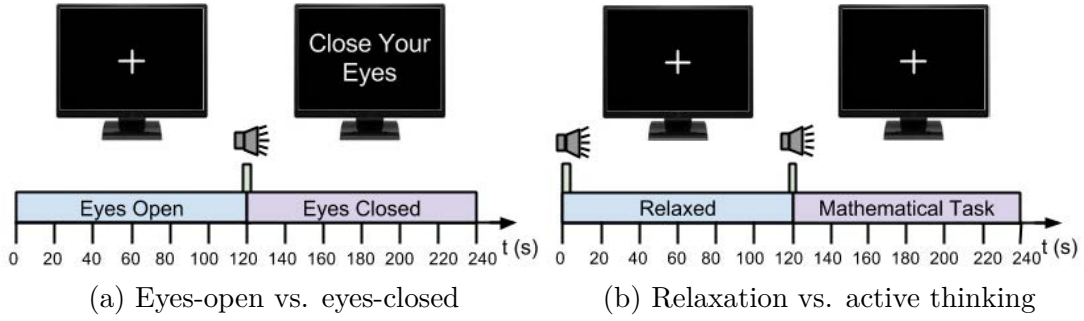 Close Your
Eyes
Eyes Open
Eyes Closed
t (s)
0 20 40 60 80 100 120 140 160 180 200 220 240
(a) Eyes-open vs. eyes-closed
Relaxed
Mathematical Task
t (s)
0 20 40 60 80 100 120 140 160 180 200 220 240
(b) Relaxation vs. active thinking